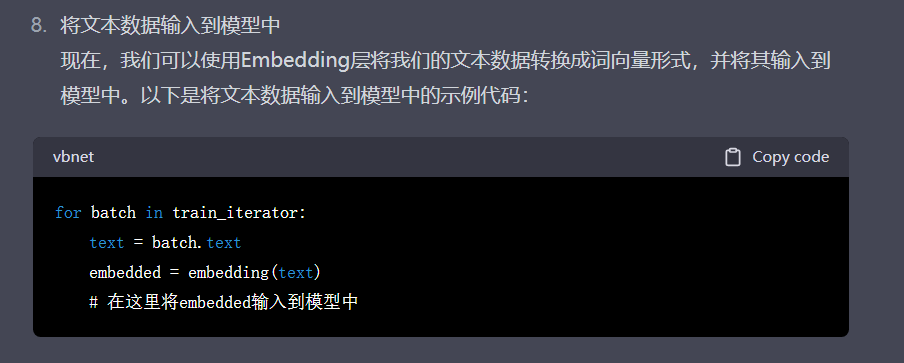 8. 将文本数据输入到模型中
现在，我们可以使用Embedding层将我们的文本数据转换成词向量形式，并将其输入到
模型中。以下是将文本数据输入到模型中的示例代码：
vbnet Copy code
for batch in train_iterator:
    text = batch.text
    embedded = embedding(text)
    # 在这里将embedded输入到模型中